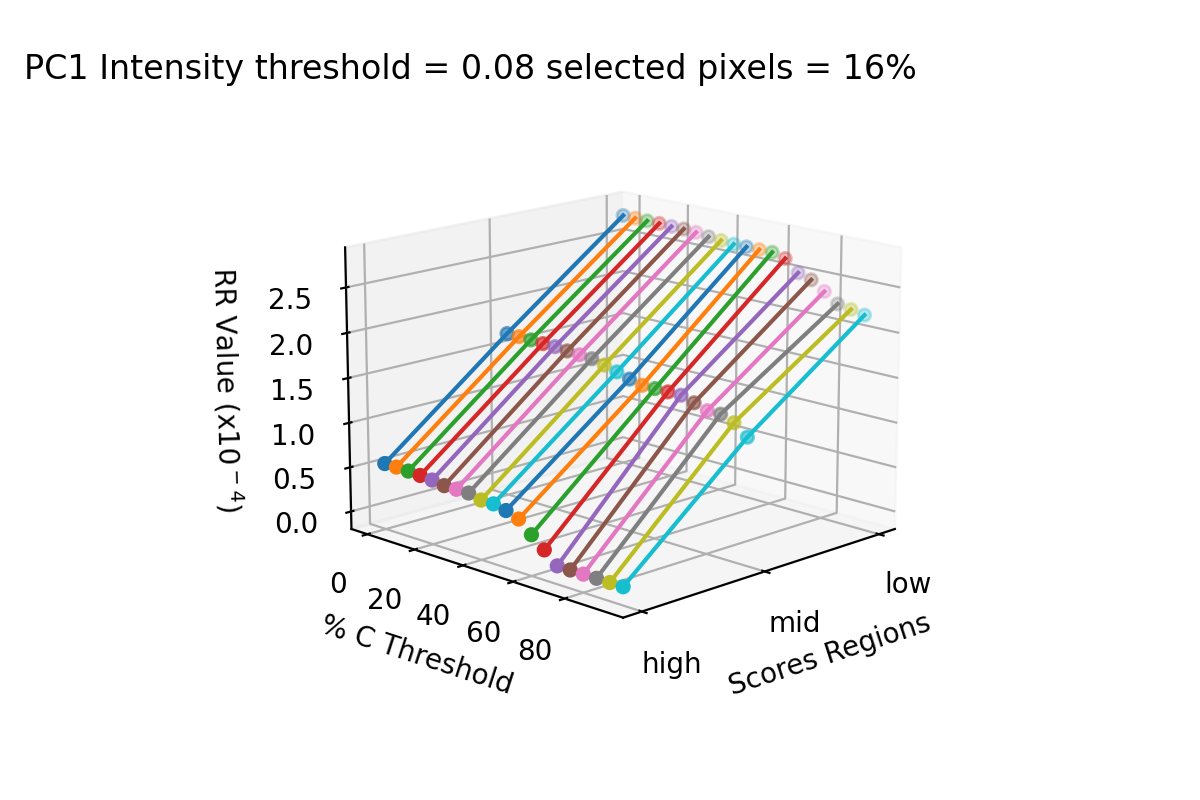 PC1 Intensity threshold = 0.08 selected pixels = 16%
RR Value (x10⁻⁴)
2.5
2.0
1.5
1.0
0.5
0.0
0
20
40
60
80
% C Threshold
high
mid
low
Scores Regions